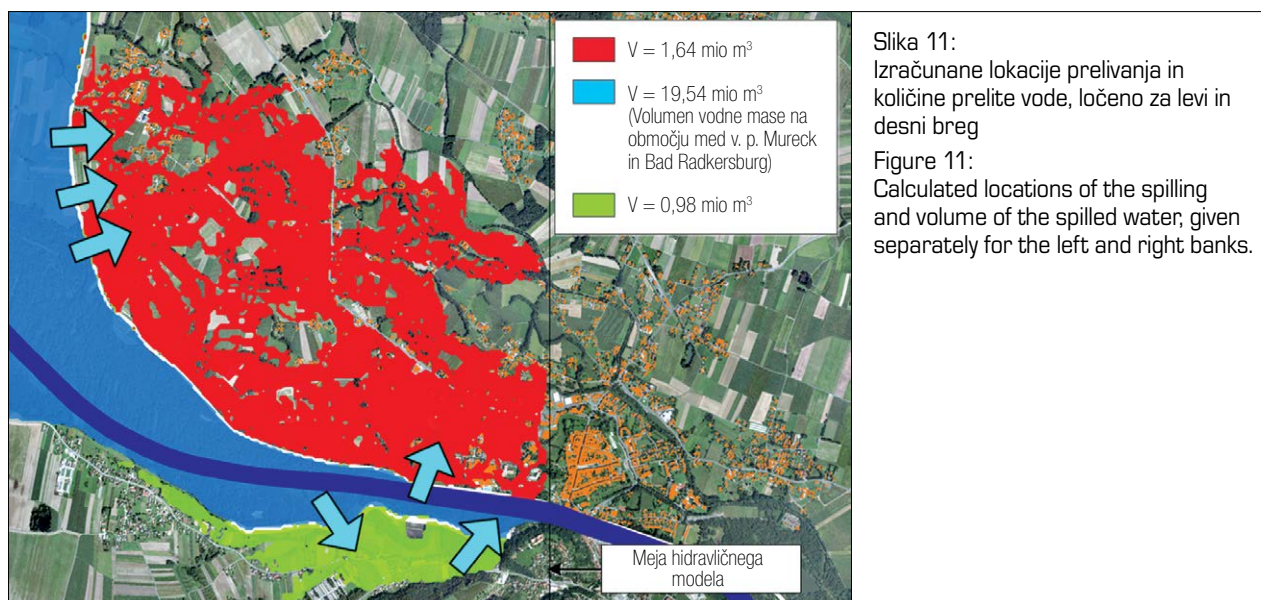 V = 1,64 mio m³
V = 19,54 mio m³
(Volumen vodne mase na
območju med v. p. Mureck
in Bad Radkersburg)
V = 0,98 mio m³
Meja hidravličnega
modela
Slika 11:
Izračunane lokacije prelivanja in
količine prelite vode, ločeno za levi in
desni breg
Figure 11:
Calculated locations of the spilling
and volume of the spilled water, given
separately for the left and right banks.